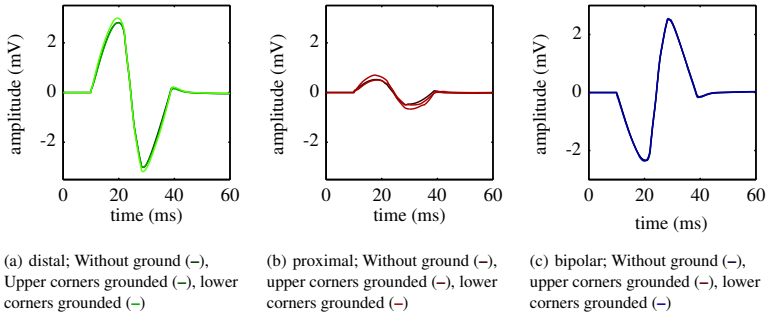 amplitude (mV)
2
0
-2
0 20 40 60
time (ms)
(a) distal; Without ground (–),
Upper corners grounded (–), lower
corners grounded (–)
amplitude (mV)
2
0
-2
0 20 40 60
time (ms)
(b) proximal; Without ground (–),
upper corners grounded (–), lower
corners grounded (–)
amplitude (mV)
2
0
-2
0 20 40 60
time (ms)
(c) bipolar; Without ground (–),
upper corners grounded (–), lower
corners grounded (–)